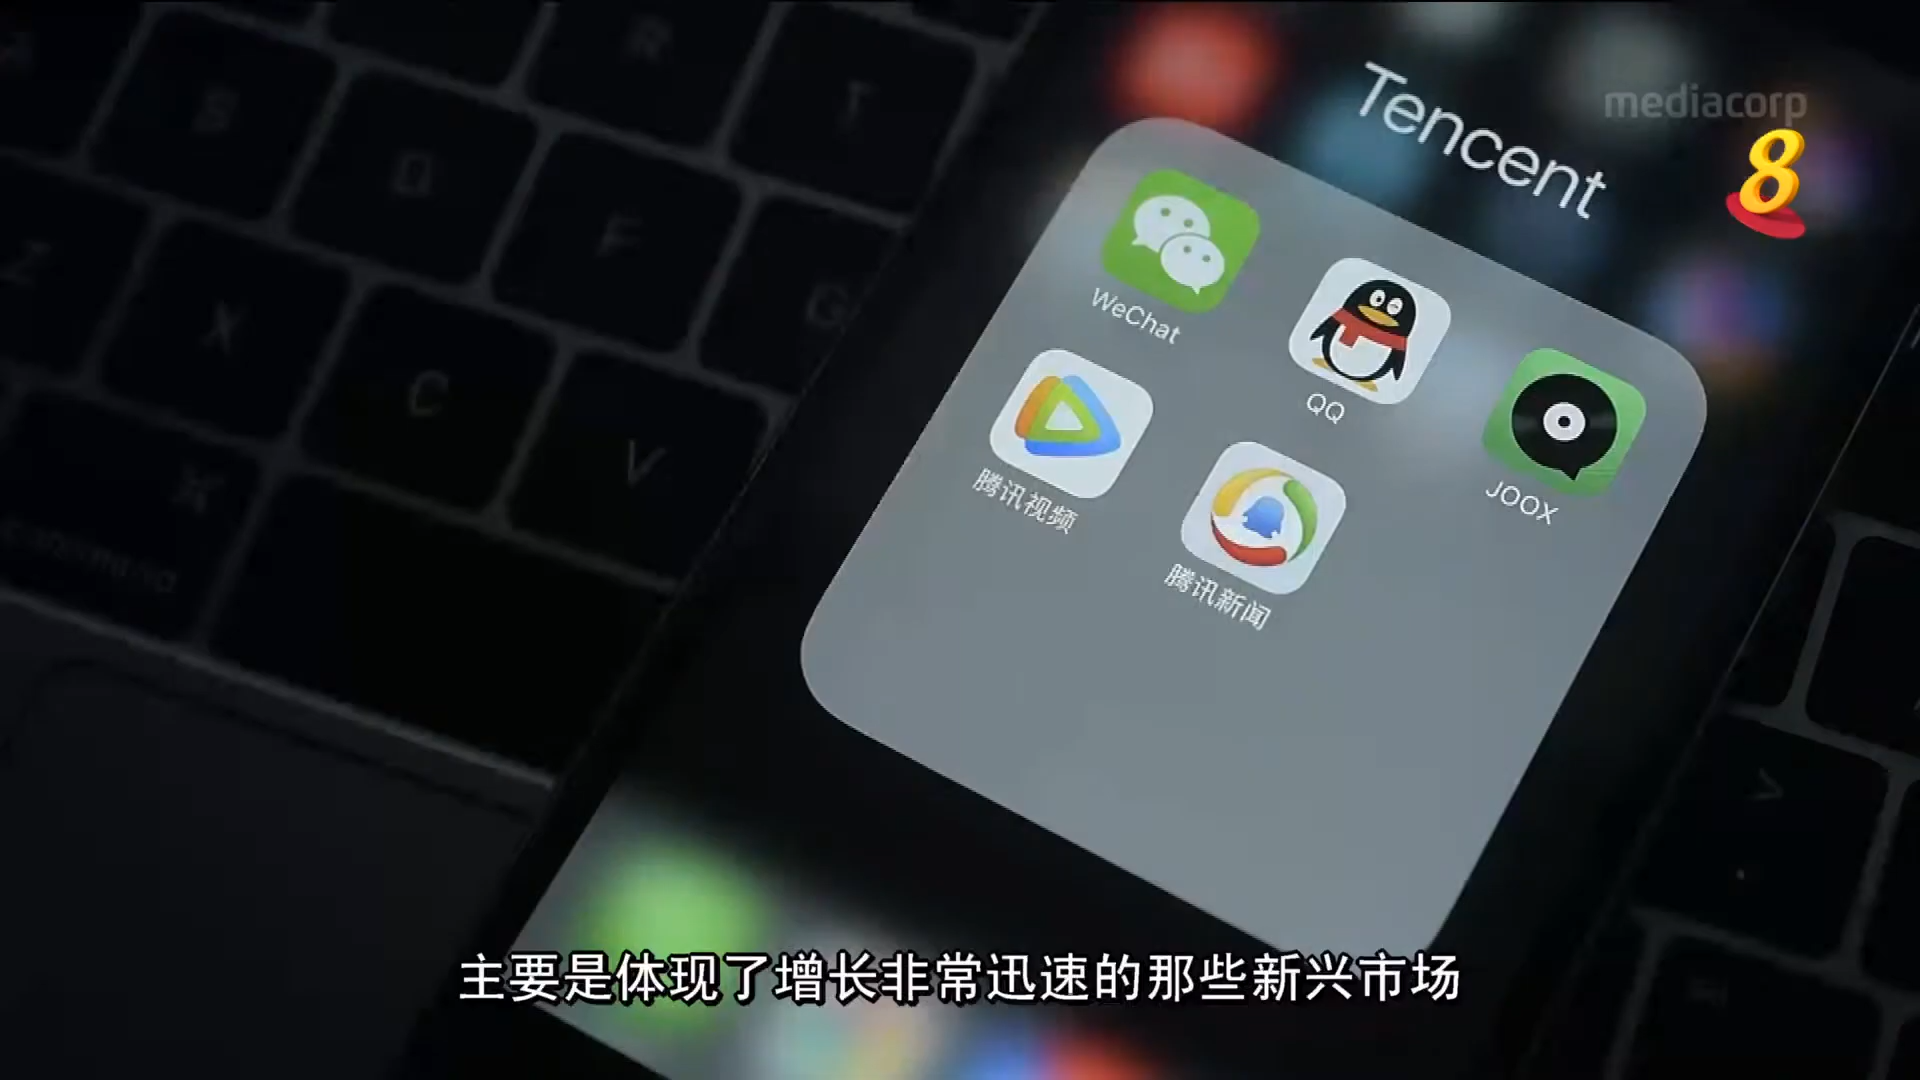 mediacorp
8
Tencent
WeChat
QQ
JOOX
腾讯视频
腾讯新闻
R
T
S
D
F
G
Z
X
C
V
⌘
command
主要是体现了增长非常迅速的那些新兴市场